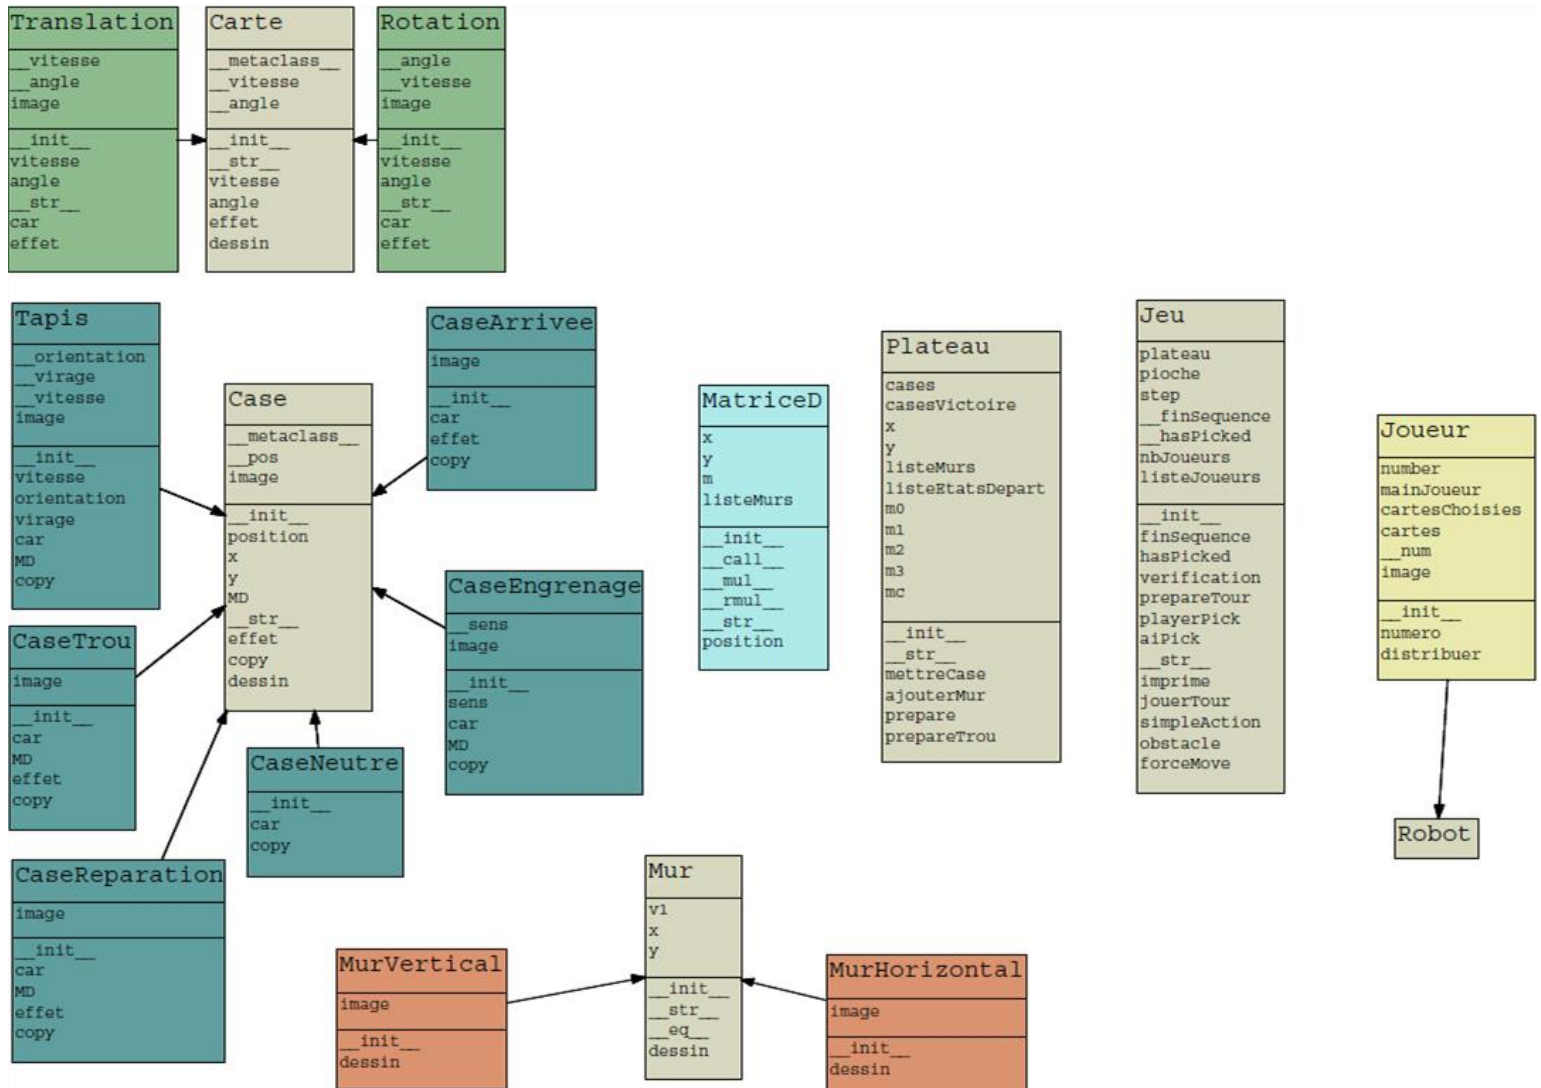 Translation
__vitesse
__angle
image
__init__
vitesse
angle
__str__
car
effet
Carte
__metaclass__
__vitesse
__angle
__init__
__str__
vitesse
angle
effet
dessin
Rotation
__angle
__vitesse
image
__init__
vitesse
angle
__str__
car
effet
Tapis
__orientation
__virage
__vitesse
image
__init__
vitesse
orientation
virage
car
MD
copy
Case
__metaclass__
__pos
image
__init__
position
x
y
MD
__str__
effet
copy
dessin
CaseArrivee
image
__init__
car
effet
copy
CaseEngrenage
__sens
image
__init__
sens
car
MD
copy
CaseTrou
image
__init__
car
MD
effet
copy
CaseNeutre
__init__
car
copy
CaseReparation
image
__init__
car
MD
effet
copy
MatriceD
x
y
m
listeMurs
__init__
__call__
__mul__
__rmul__
__str__
position
Plateau
cases
casesVictoire
x
y
listeMurs
listeEtatsDepart
m0
m1
m2
m3
mc
__init__
__str__
mettreCase
ajouterMur
prepare
prepareTrou
Jeu
plateau
pioche
step
__finSequence
__hasPicked
nbJoueurs
listeJoueurs
__init__
finSequence
hasPicked
verification
prepareTour
playerPick
aiPick
__str__
imprime
jouerTour
simpleAction
obstacle
forceMove
Joueur
number
mainJoueur
cartesChoisies
cartes
__num
image
__init__
numero
distribuer
Robot
Mur
v1
x
y
__init__
__str__
__eq__
dessin
MurVertical
image
__init__
dessin
MurHorizontal
image
__init__
dessin